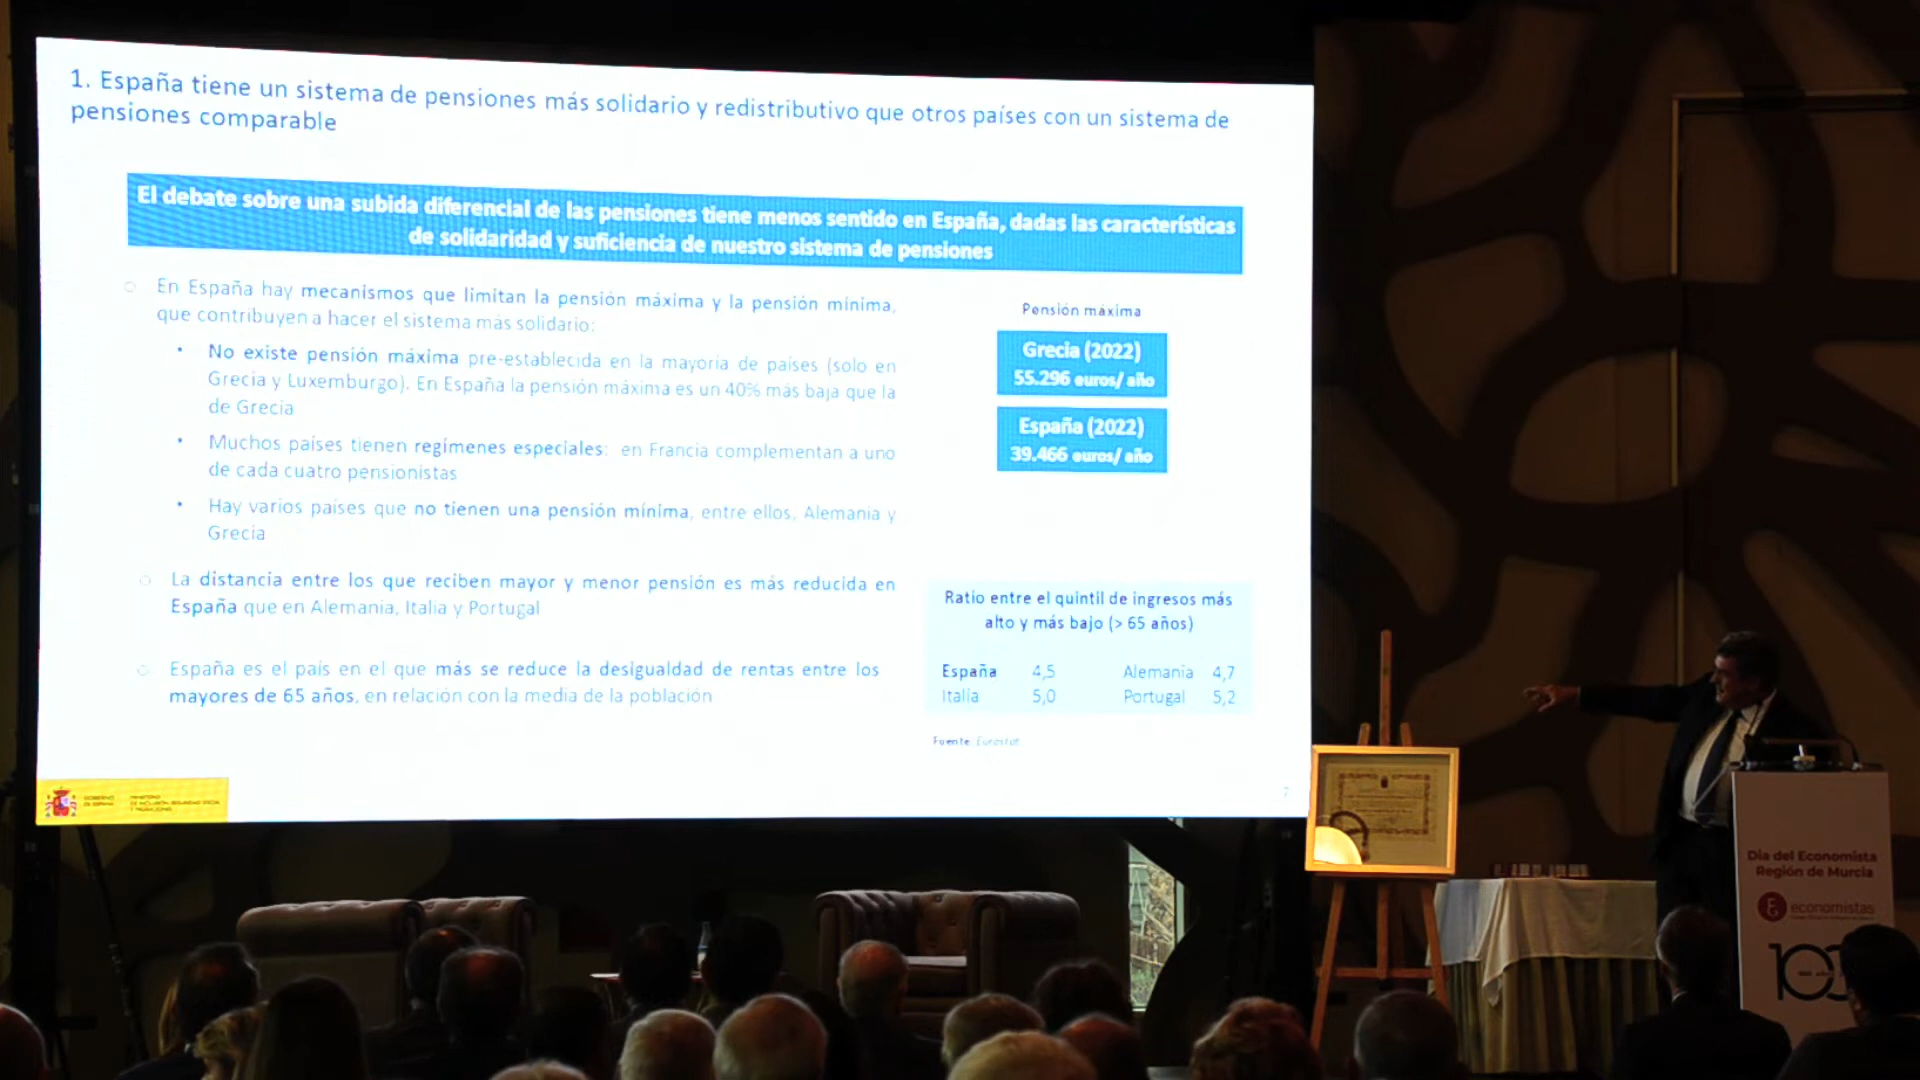 1. España tiene un sistema de pensiones más solidario y redistributivo que otros países con un sistema de
pensiones comparable
El debate sobre una subida diferencial de las pensiones tiene menos sentido en España, dadas las características
de solidaridad y suficiencia de nuestro sistema de pensiones
En España hay mecanismos que limitan la pensión máxima y la pensión mínima,
que contribuyen a hacer el sistema más solidario:
• No existe pensión máxima pre-establecida en la mayoría de países (solo en
Grecia y Luxemburgo). En España la pensión máxima es un 40% más baja que la
de Grecia
• Muchos países tienen regímenes especiales: en Francia complementan a uno
de cada cuatro pensionistas
• Hay varios países que no tienen una pensión mínima, entre ellos, Alemania y
Grecia
La distancia entre los que reciben mayor y menor pensión es más reducida en
España que en Alemania, Italia y Portugal
España es el país en el que más se reduce la desigualdad de rentas entre los
mayores de 65 años, en relación con la media de la población
Pensión máxima
Grecia (2022)
55.296 euros/año
España (2022)
39.466 euros/año
Ratio entre el quintil de ingresos más
alto y más bajo (> 65 años)
España 4,5 Alemania 4,7
Italia 5,0 Portugal 5,2
Fuente Eurostat
GOBIERNO
DE ESPAÑA
MINISTERIO
DE INCLUSIÓN, SEGURIDAD SOCIAL
Y MIGRACIONES
7
Día del Economista
Región de Murcia
economistas